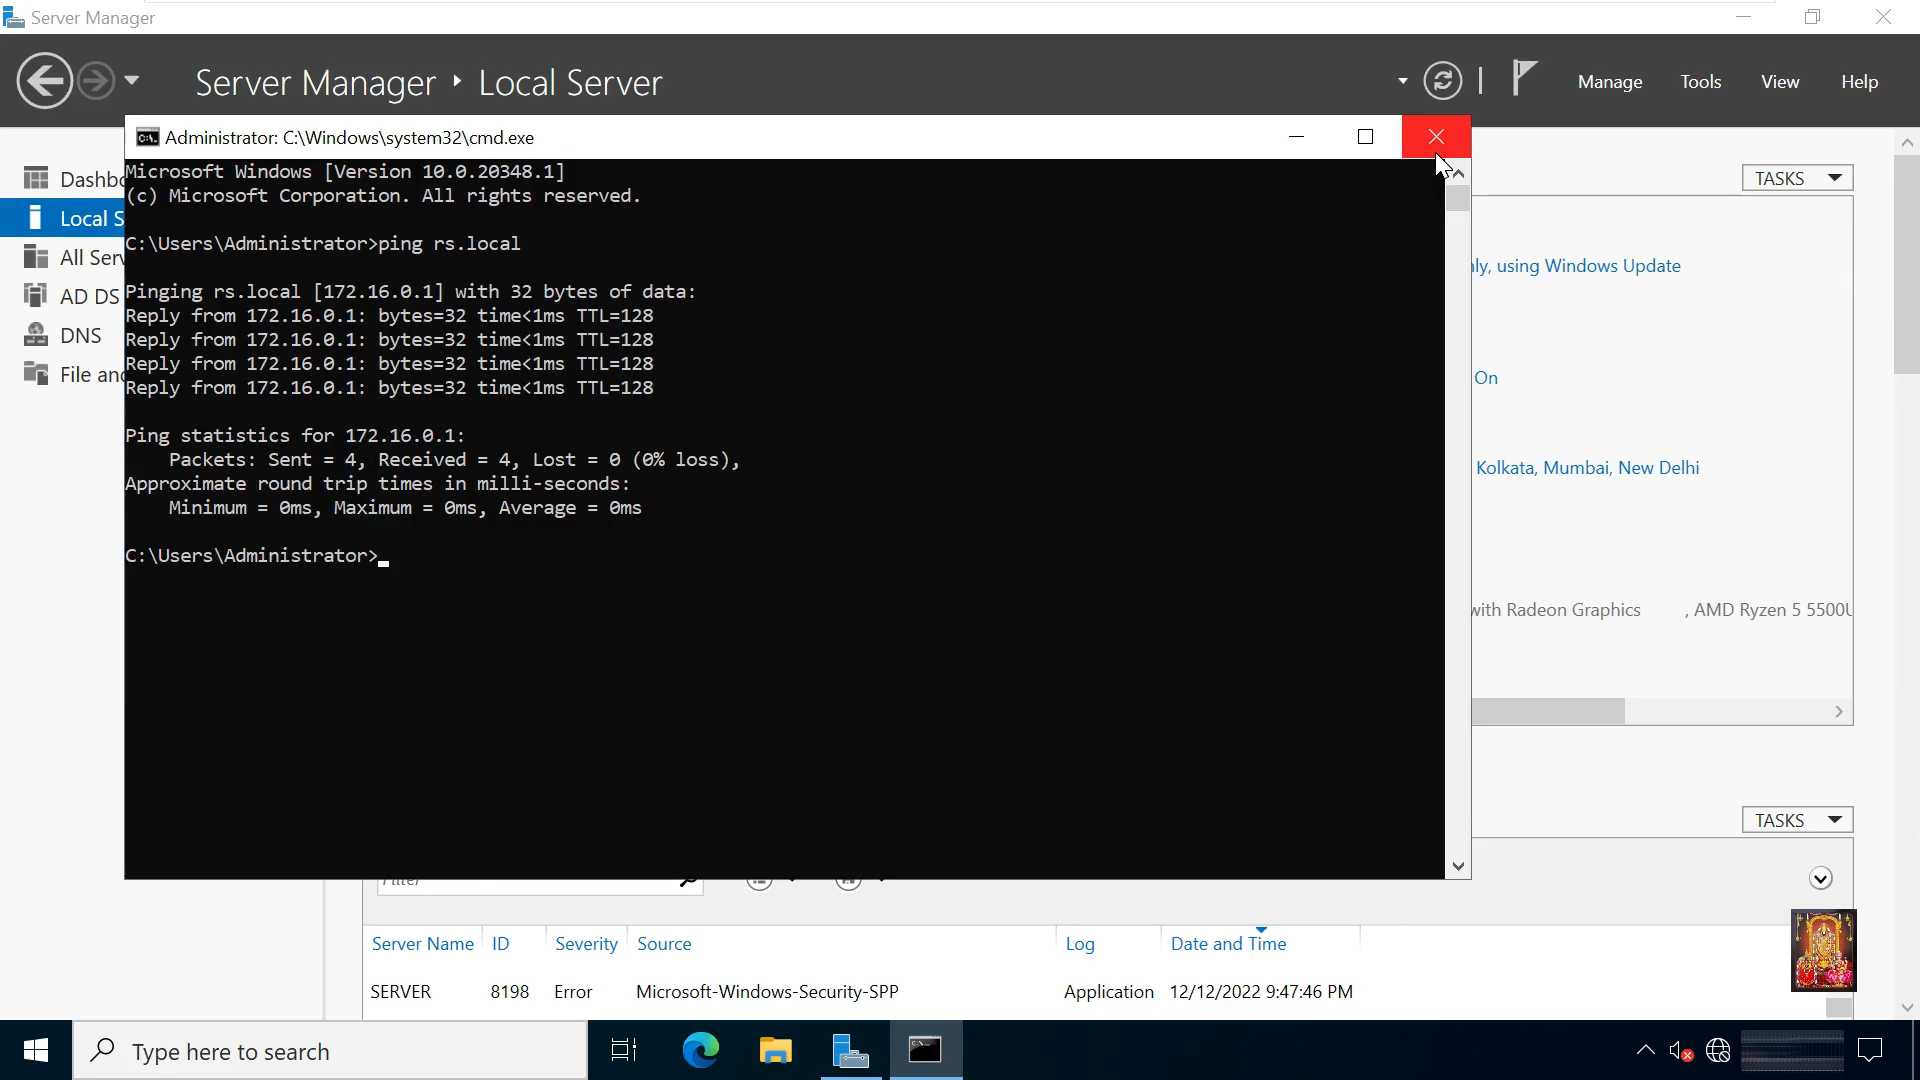 Server Manager
Server Manager ‣ Local Server
Manage Tools View Help
Administrator: C:\Windows\system32\cmd.exe
Microsoft Windows [Version 10.0.20348.1]
(c) Microsoft Corporation. All rights reserved.
C:\Users\Administrator>ping rs.local
Pinging rs.local [172.16.0.1] with 32 bytes of data:
Reply from 172.16.0.1: bytes=32 time<1ms TTL=128
Reply from 172.16.0.1: bytes=32 time<1ms TTL=128
Reply from 172.16.0.1: bytes=32 time<1ms TTL=128
Reply from 172.16.0.1: bytes=32 time<1ms TTL=128
Ping statistics for 172.16.0.1:
Packets: Sent = 4, Received = 4, Lost = 0 (0% loss),
Approximate round trip times in milli-seconds:
Minimum = 0ms, Maximum = 0ms, Average = 0ms
C:\Users\Administrator>
Local S
All Serv
AD DS
DNS
File and
TASKS
using Windows Update
On
Kolkata, Mumbai, New Delhi
with Radeon Graphics , AMD Ryzen 5 5500U
TASKS
Server Name ID Severity Source Log Date and Time
SERVER 8198 Error Microsoft-Windows-Security-SPP Application 12/12/2022 9:47:46 PM
Type here to search